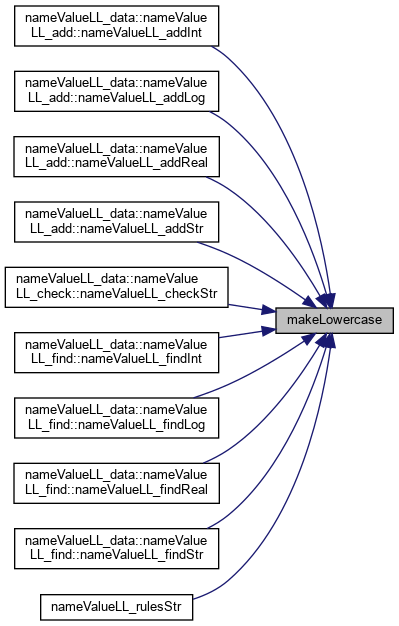 nameValueLL_data::nameValue
LL_add::nameValueLL_addInt
nameValueLL_data::nameValue
LL_add::nameValueLL_addLog
nameValueLL_data::nameValue
LL_add::nameValueLL_addReal
nameValueLL_data::nameValue
LL_add::nameValueLL_addStr
nameValueLL_data::nameValue
LL_check::nameValueLL_checkStr
makeLowercase
nameValueLL_data::nameValue
LL_find::nameValueLL_findInt
nameValueLL_data::nameValue
LL_find::nameValueLL_findLog
nameValueLL_data::nameValue
LL_find::nameValueLL_findReal
nameValueLL_data::nameValue
LL_find::nameValueLL_findStr
nameValueLL_rulesStr